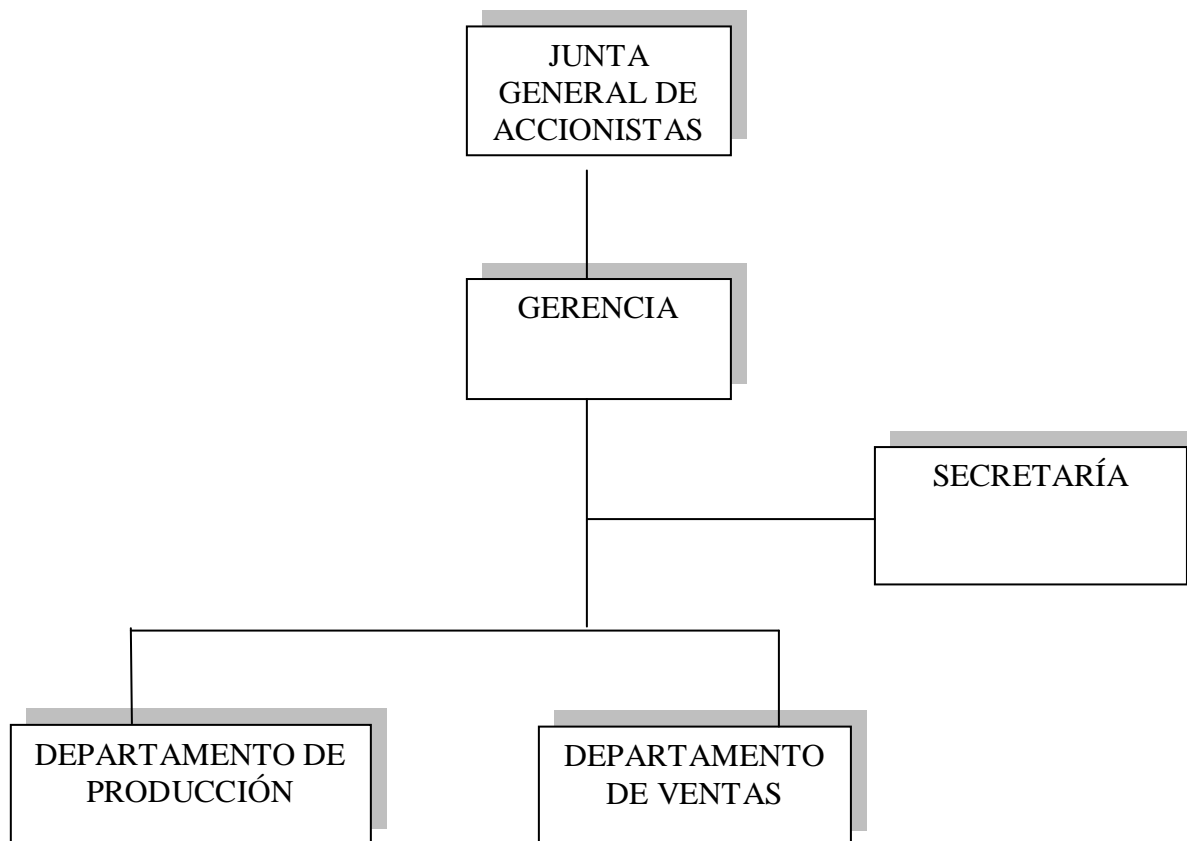 JUNTA
GENERAL DE
ACCIONISTAS
GERENCIA
SECRETARÍA
DEPARTAMENTO DE
PRODUCCIÓN
DEPARTAMENTO
DE VENTAS